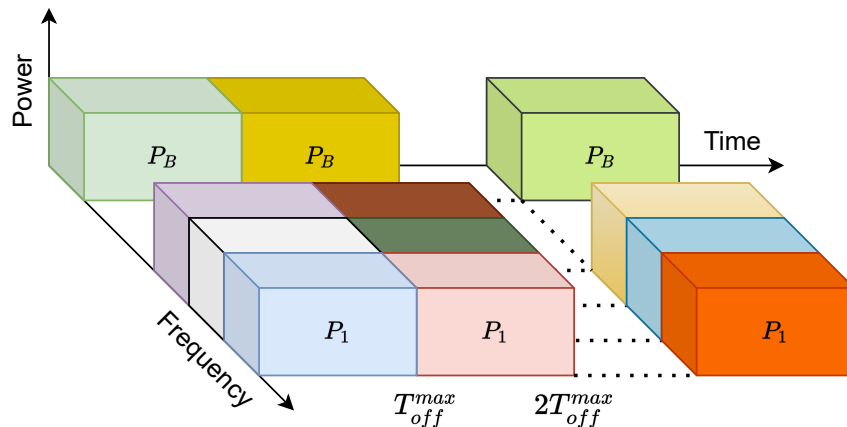 Power
P_B
P_B
P_B
Time
P_1
P_1
P_1
Frequency
T_{off}^{max}
2T_{off}^{max}